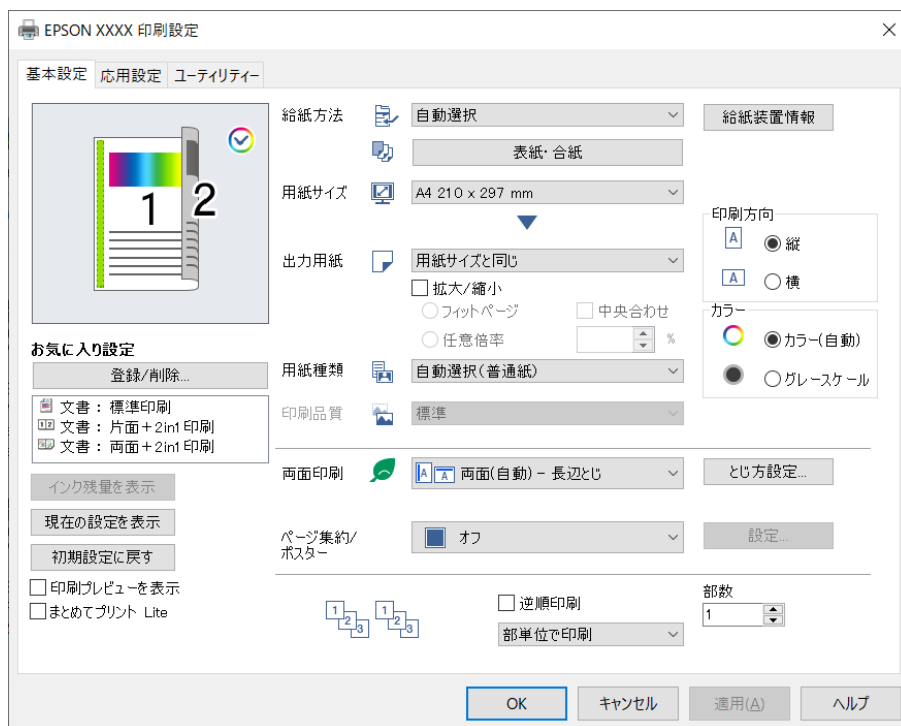 EPSON XXXX 印刷設定
基本設定 応用設定 ユーティリティー
1 2
お気に入り設定
登録/削除...
文書 : 標準印刷
1 2 文書 : 片面+2in1 印刷
文書 : 両面+2in1 印刷
インク残量を表示
現在の設定を表示
初期設定に戻す
印刷プレビューを表示
まとめてプリント Lite
給紙方法 自動選択 給紙装置情報
表紙・合紙
用紙サイズ A4 210 x 297 mm
出力用紙 用紙サイズと同じ
拡大/縮小
フィットページ 中央合わせ
任意倍率 %
用紙種類 自動選択(普通紙)
印刷品質 標準
印刷方向
A 縦
A 横
カラー
カラー(自動)
グレースケール
両面印刷 A A 両面(自動) - 長辺とじ とじ方設定...
ページ集約/
ポスター
オフ 設定...
1 2 3 1 2 3
逆順印刷
部単位で印刷
部数
1
OK キャンセル 適用(A) ヘルプ